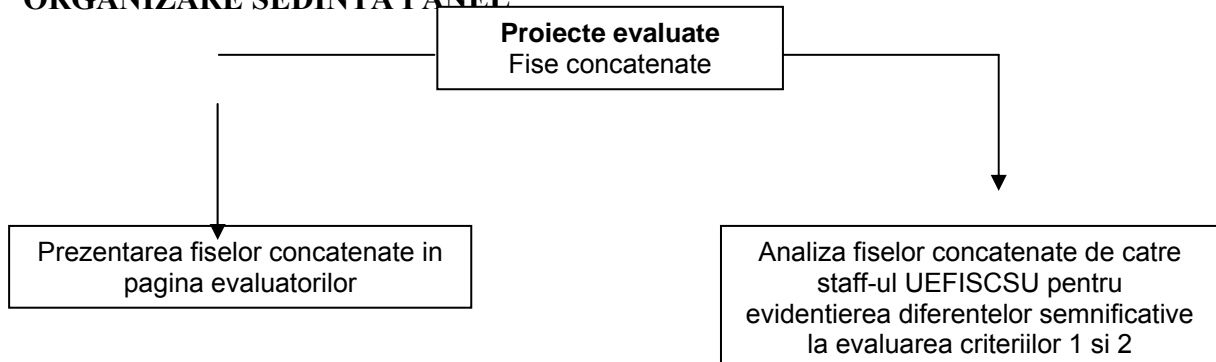 ORGANIZARE SEDINTA PANEL
Proiecte evaluate
Fise concatenate
Prezentarea fiselor concatenate in
pagina evaluatorilor
Analiza fiselor concatenate de catre
staff-ul UEFISCSU pentru
evidentierea diferentelor semnificative
la evaluarea criteriilor 1 si 2